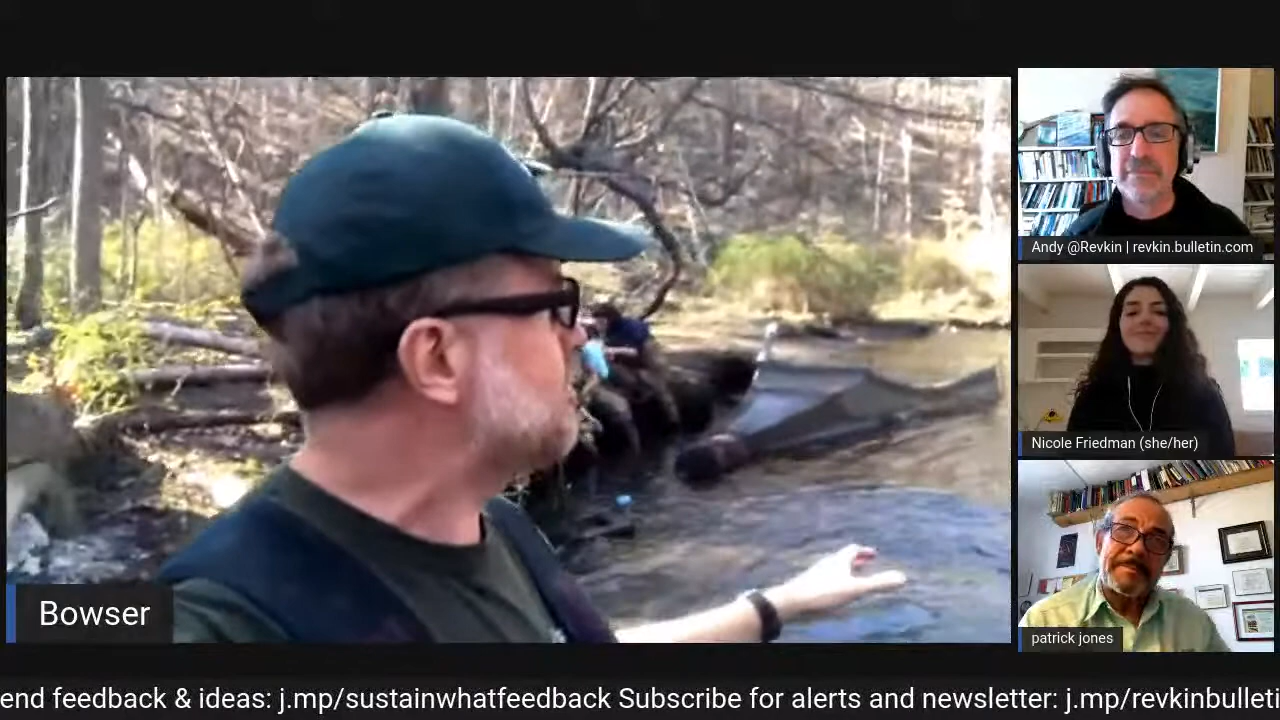 Andy @Revkin | revkin.bulletin.com
Nicole Friedman (she/her)
Bowser
patrick jones
end feedback & ideas: j.mp/sustainwhatfeedback Subscribe for alerts and newsletter: j.mp/revkinbulleti